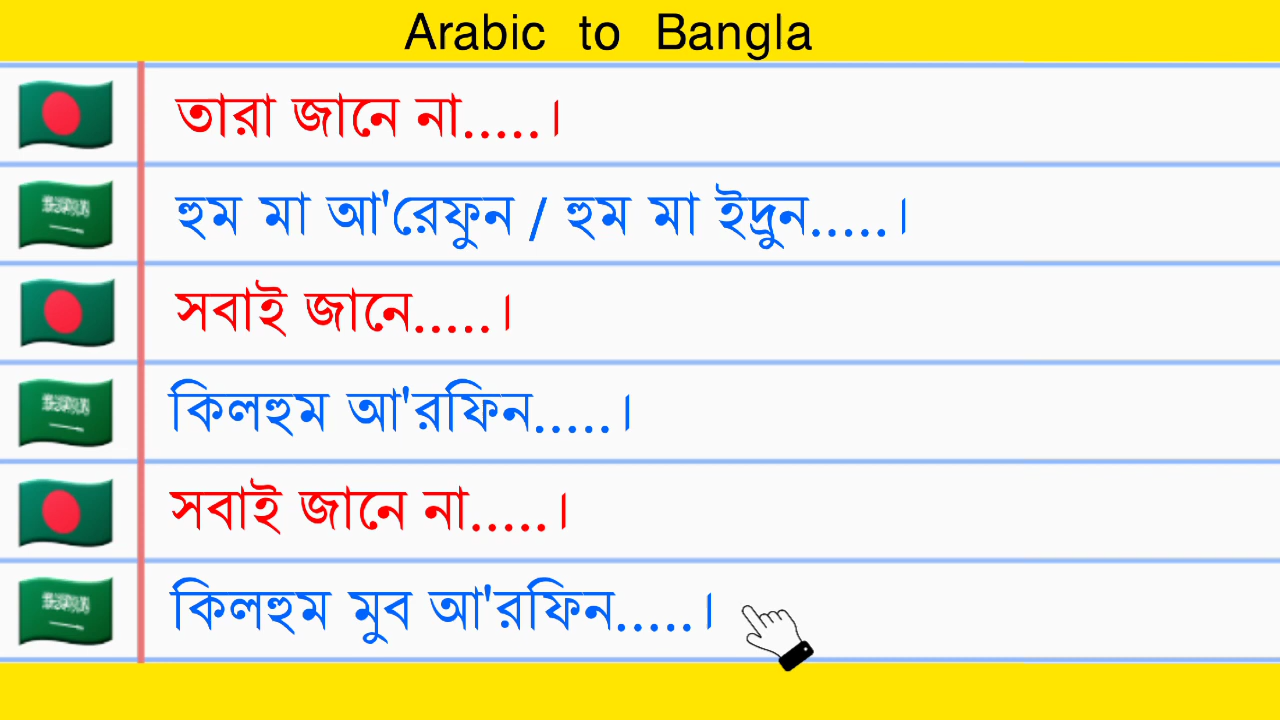 Arabic to Bangla
তারা জানে না.....।
হুম মা আ'রেফুন / হুম মা ইদ্রুন.....।
সবাই জানে.....।
কিলহুম আ'রফিন.....।
সবাই জানে না.....।
কিলহুম মুব আ'রফিন.....।